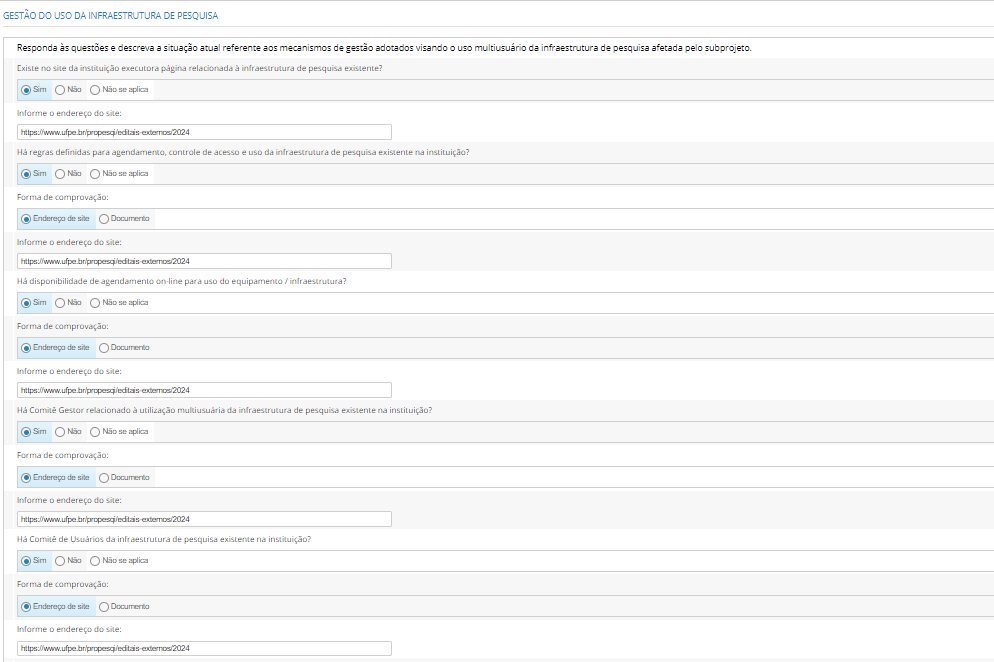 GESTÃO DO USO DA INFRAESTRUTURA DE PESQUISA
Responda às questões e descreva a situação atual referente aos mecanismos de gestão adotados visando o uso multiusuário da infraestrutura de pesquisa afetada pelo subprojeto.
Existe no site da instituição executora página relacionada à infraestrutura de pesquisa existente?
Sim Não Não se aplica
Informe o endereço do site:
https://www.ufpe.br/propesqi/editais-externos/2024
Há regras definidas para agendamento, controle de acesso e uso da infraestrutura de pesquisa existente na instituição?
Sim Não Não se aplica
Forma de comprovação:
Endereço de site Documento
Informe o endereço do site:
https://www.ufpe.br/propesqi/editais-externos/2024
Há disponibilidade de agendamento on-line para uso do equipamento / infraestrutura?
Sim Não Não se aplica
Forma de comprovação:
Endereço de site Documento
Informe o endereço do site:
https://www.ufpe.br/propesqi/editais-externos/2024
Há Comitê Gestor relacionado à utilização multiusuária da infraestrutura de pesquisa existente na instituição?
Sim Não Não se aplica
Forma de comprovação:
Endereço de site Documento
Informe o endereço do site:
https://www.ufpe.br/propesqi/editais-externos/2024
Há Comitê de Usuários da infraestrutura de pesquisa existente na instituição?
Sim Não Não se aplica
Forma de comprovação:
Endereço de site Documento
Informe o endereço do site:
https://www.ufpe.br/propesqi/editais-externos/2024